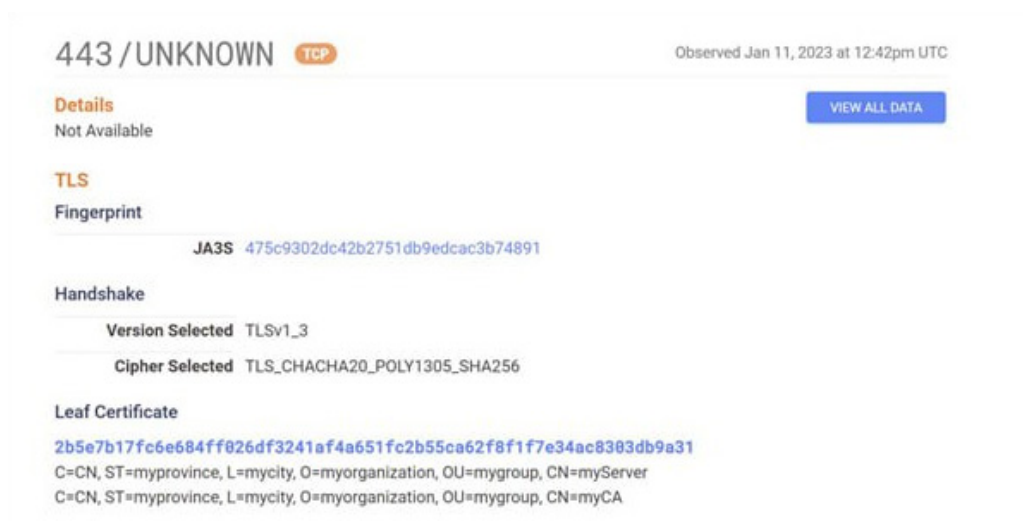 443/UNKNOWN TCP
Observed Jan 11, 2023 at 12:42pm UTC
Details
VIEW ALL DATA
Not Available
TLS
Fingerprint
JA3S 475c9302dc42b2751db9edcac3b74891
Handshake
Version Selected TLSv1_3
Cipher Selected TLS_CHACHA20_POLY1305_SHA256
Leaf Certificate
2b5e7b17fc6e684ff026df3241af4a651fc2b55ca62f8f1f7e34ac8303db9a31
C=CN, ST=myprovince, L=mycity, O=myorganization, OU=mygroup, CN=myServer
C=CN, ST=myprovince, L=mycity, O=myorganization, OU=mygroup, CN=myCA